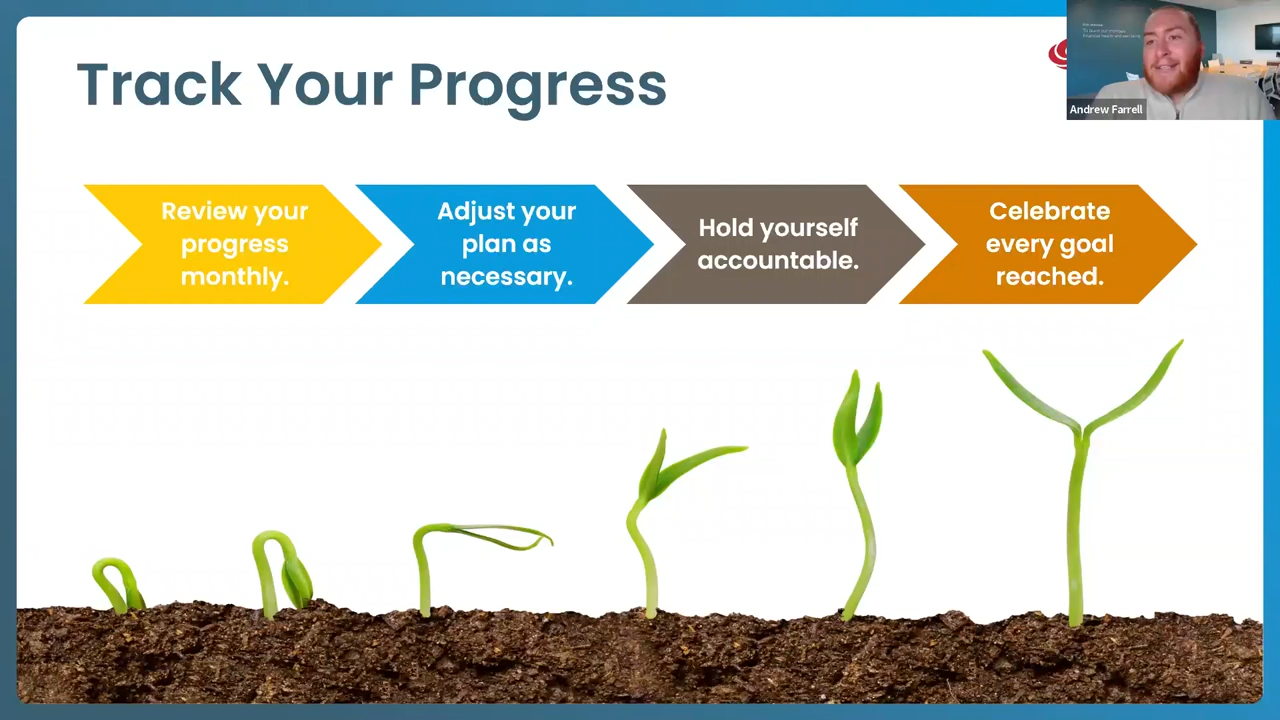 Track Your Progress
Review your
progress
monthly.
Adjust your
plan as
necessary.
Hold yourself
accountable.
Celebrate
every goal
reached.
Andrew Farrell